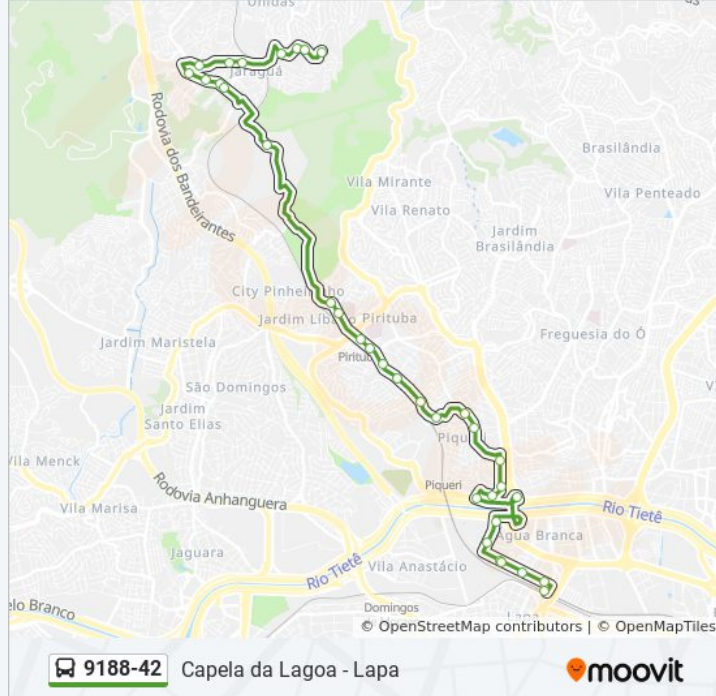 Unidas
Jaraguá
Rodovia dos Bandeirantes
Brasilândia
Vila Mirante
Vila Penteado
Vila Renato
Jardim
Brasilândia
City Pinheirinho
Jardim Líbano
Pirituba
Freguesia do Ó
Jardim Maristela
Pirituba
São Domingos
Jardim
Santo Elias
Piqueri
Vila Menck
Piqueri
Rodovia Anhanguera
Vila Marisa
Rio Tietê
Água Branca
Jaguara
Vila Anastácio
Rio Tietê
elo Branco
Domingos
Lapa
© OpenStreetMap contributors | © OpenMapTiles
9188-42 Capela da Lagoa - Lapa
moovit